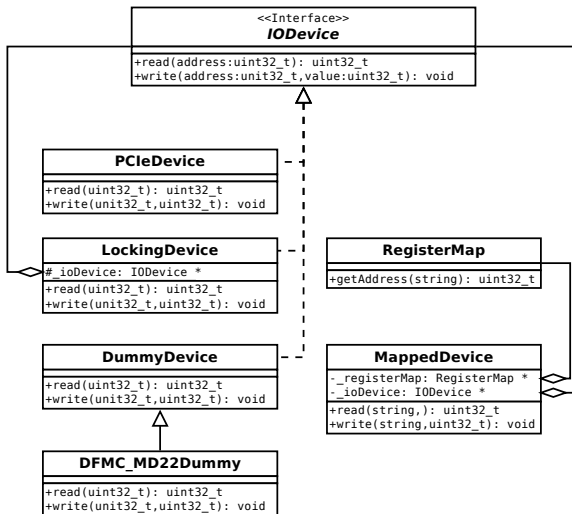 <<Interface>>
IODevice
+read(address:uint32_t): uint32_t
+write(address:unit32_t,value:uint32_t): void
PCIeDevice
+read(uint32_t): uint32_t
+write(unit32_t,uint32_t): void
LockingDevice
#_ioDevice: IODevice *
+read(uint32_t): uint32_t
+write(unit32_t,uint32_t): void
RegisterMap
+getAddress(string): uint32_t
DummyDevice
+read(uint32_t): uint32_t
+write(unit32_t,uint32_t): void
MappedDevice
-_registerMap: RegisterMap *
-_ioDevice: IODevice *
+read(string,): uint32_t
+write(string,uint32_t): void
DFMC_MD22Dummy
+read(uint32_t): uint32_t
+write(unit32_t,uint32_t): void